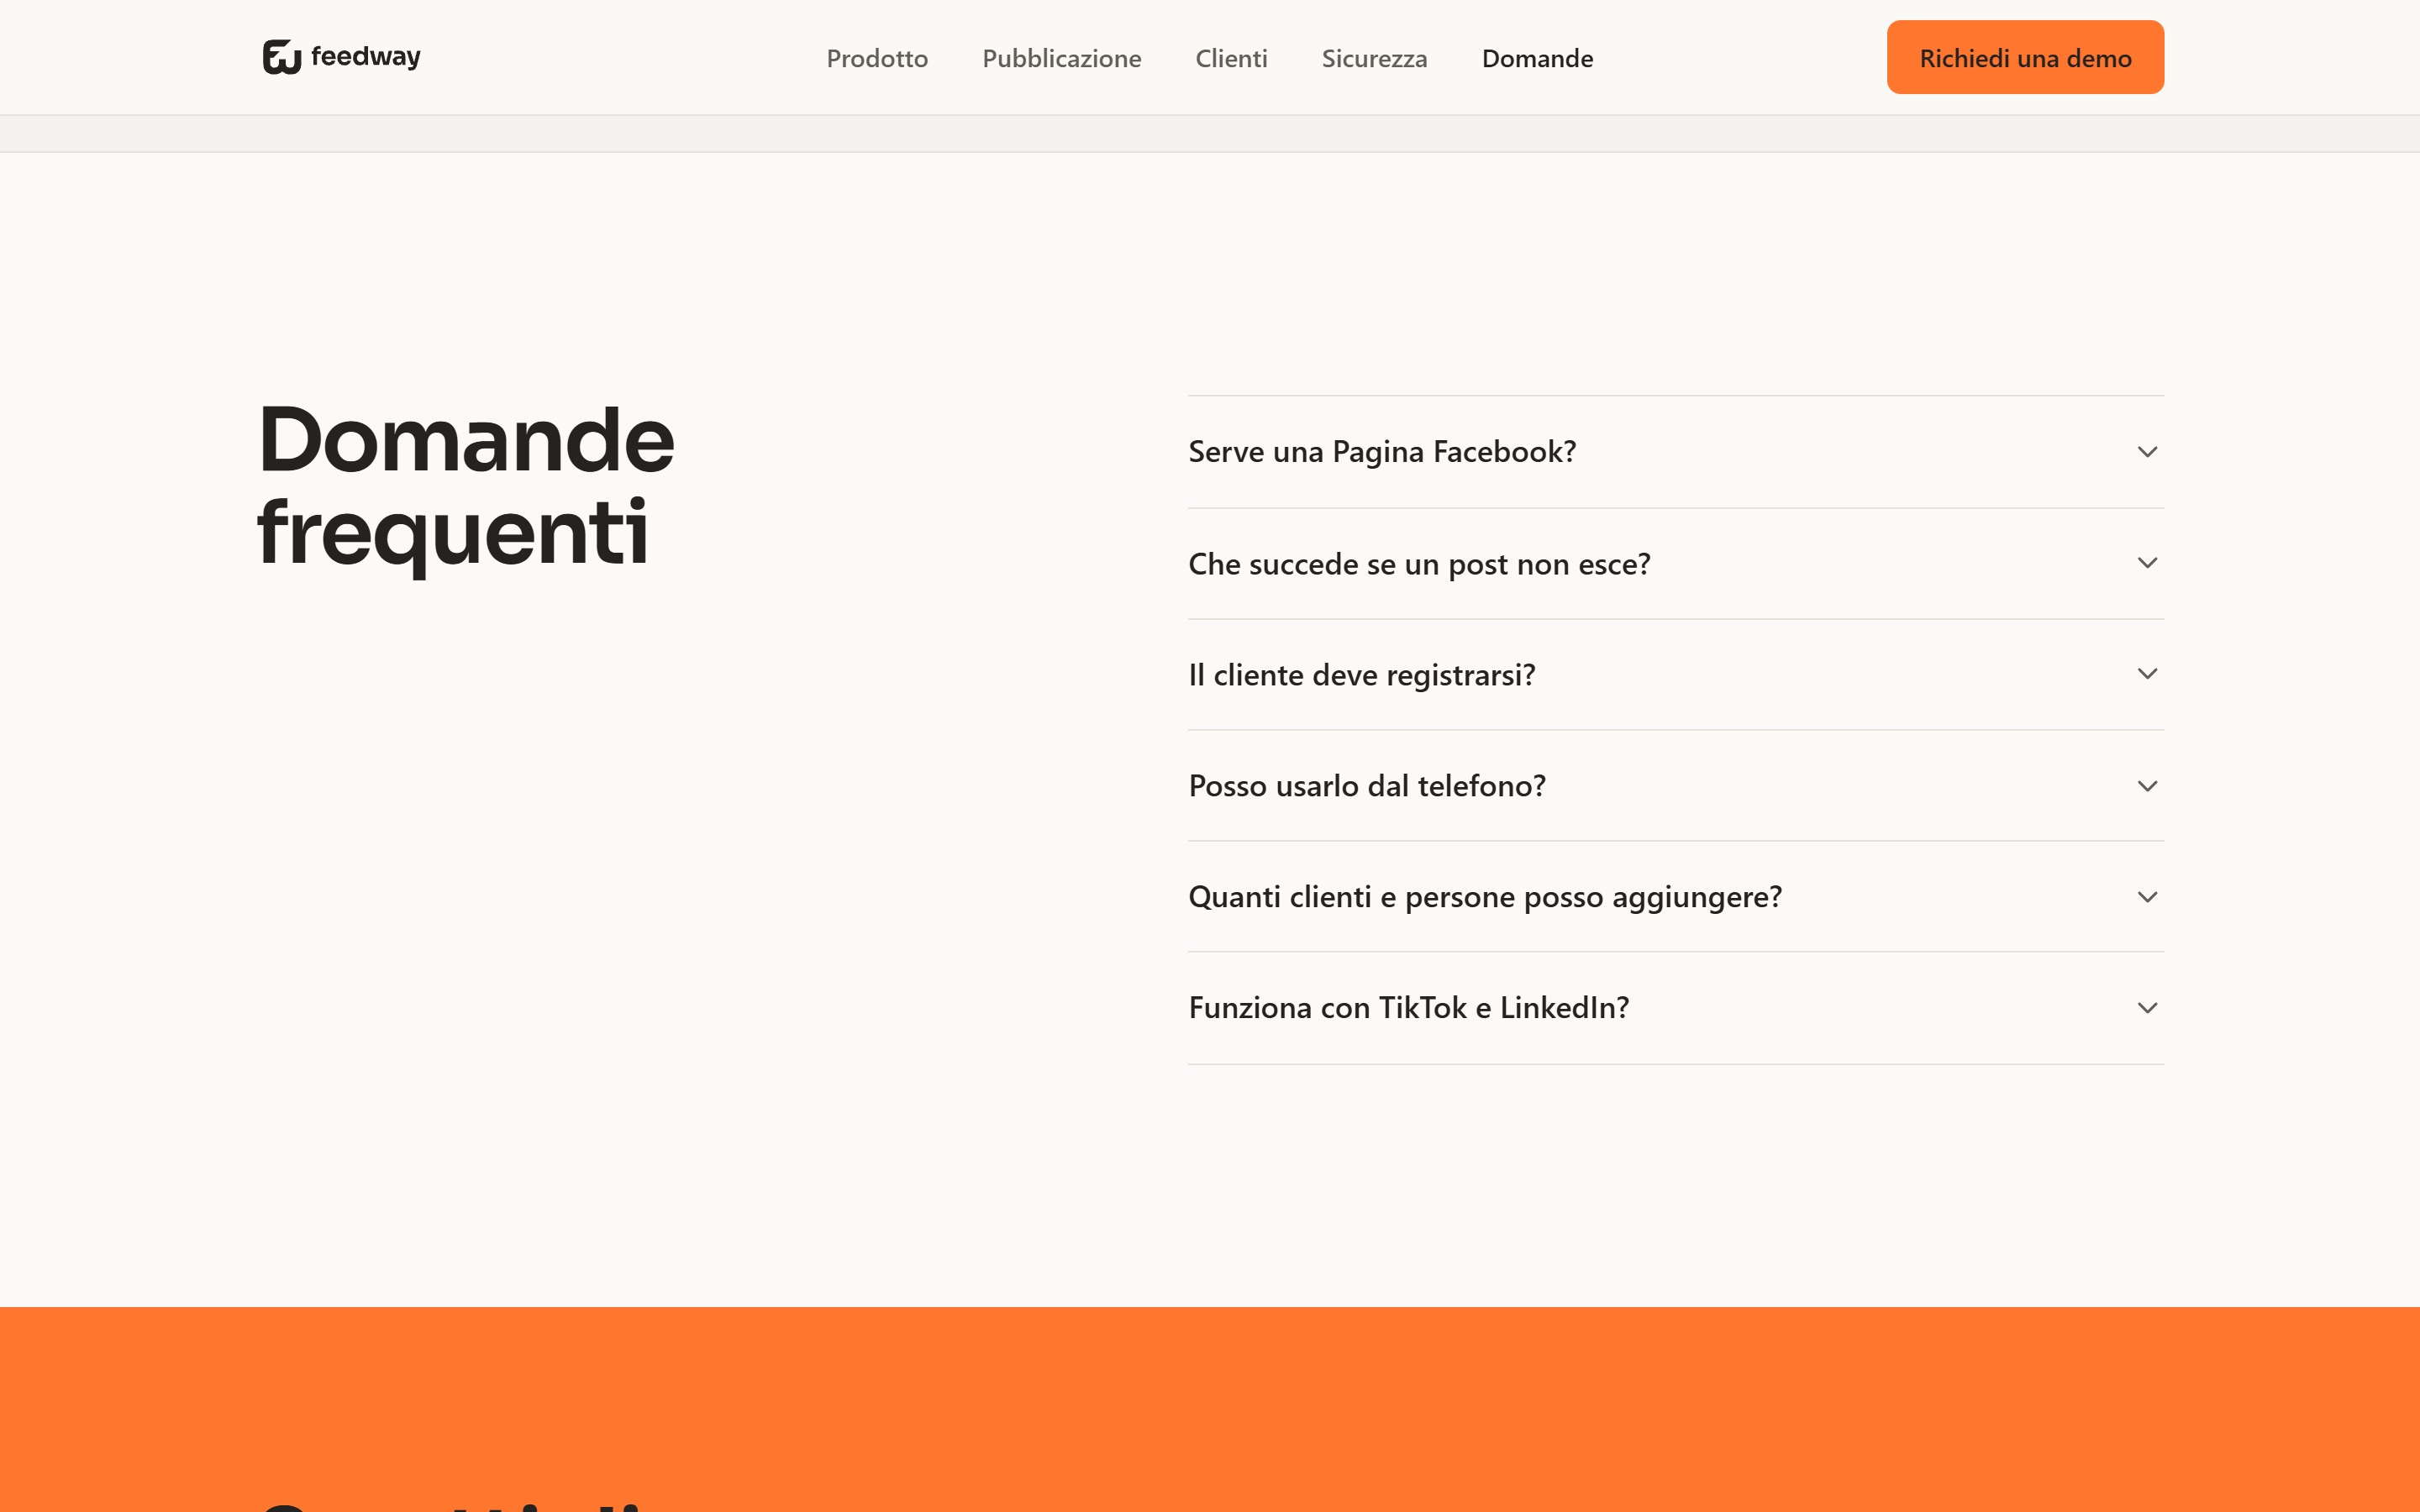 feedway
Prodotto
Pubblicazione
Clienti
Sicurezza
Domande
Richiedi una demo
Domande
frequenti
Serve una Pagina Facebook?
Che succede se un post non esce?
Il cliente deve registrarsi?
Posso usarlo dal telefono?
Quanti clienti e persone posso aggiungere?
Funziona con TikTok e LinkedIn?